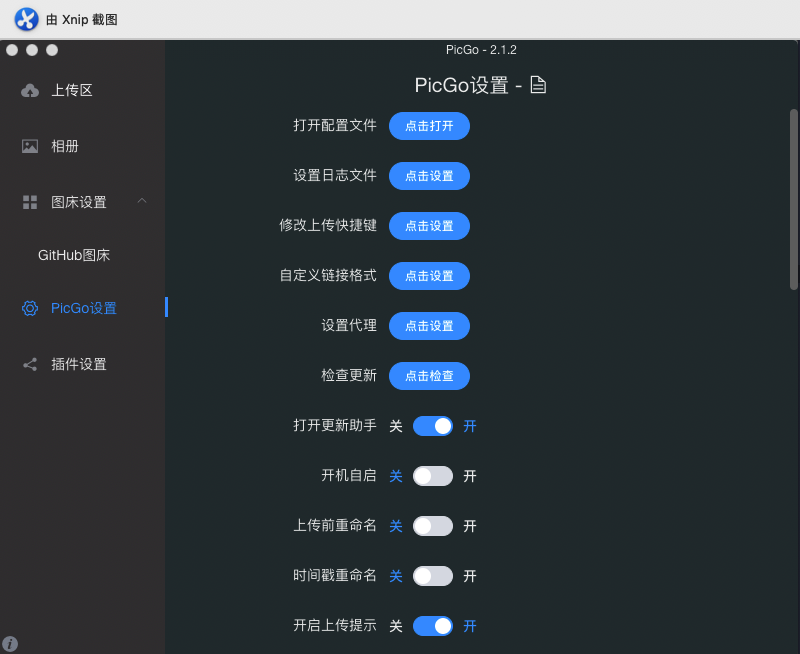 由 Xnip 截图
PicGo - 2.1.2
上传区
相册
图床设置
GitHub图床
PicGo设置
插件设置
PicGo设置 -
打开配置文件 点击打开
设置日志文件 点击设置
修改上传快捷键 点击设置
自定义链接格式 点击设置
设置代理 点击设置
检查更新 点击检查
打开更新助手 关 开
开机自启 关 开
上传前重命名 关 开
时间戳重命名 关 开
开启上传提示 关 开